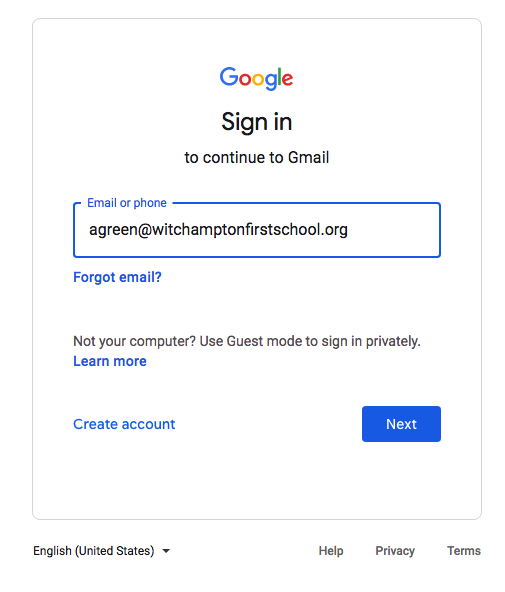 Google
Sign in
to continue to Gmail
Email or phone
agreen@witchamptonfirstschool.org
Forgot email?
Not your computer? Use Guest mode to sign in privately.
Learn more
Create account
Next
English (United States)
Help
Privacy
Terms